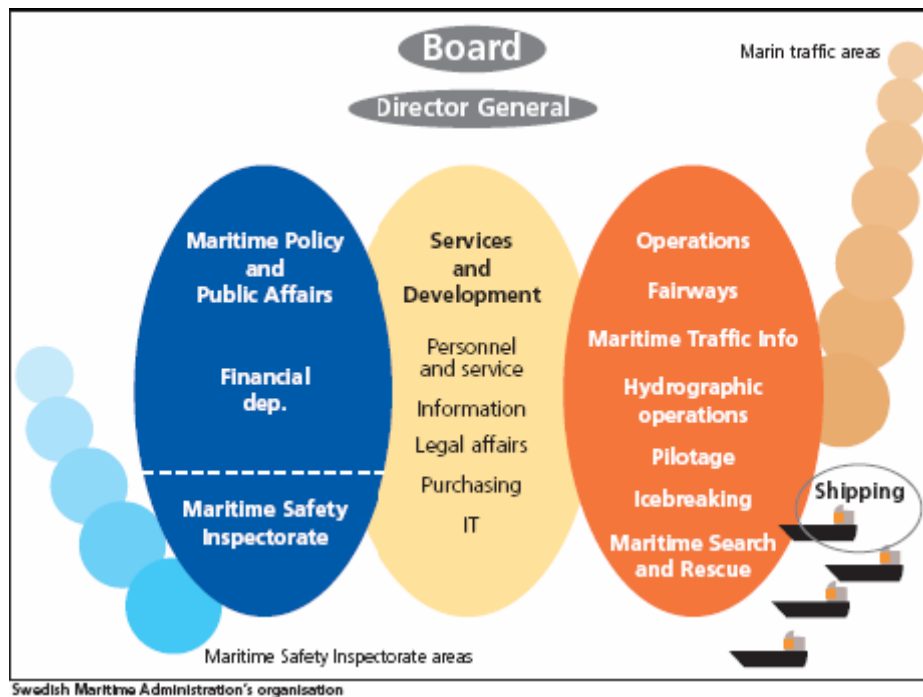 Board
Director General
Marin traffic areas
Maritime Policy
and
Public Affairs
Financial
dep.
Maritime Safety
Inspectorate
Services
and
Development
Personnel
and service
Information
Legal affairs
Purchasing
IT
Operations
Fairways
Maritime Traffic Info
Hydrographic
operations
Pilotage
Icebreaking
Maritime Search
and Rescue
Shipping
Maritime Safety Inspectorate areas
Swedish Maritime Administration's organisation